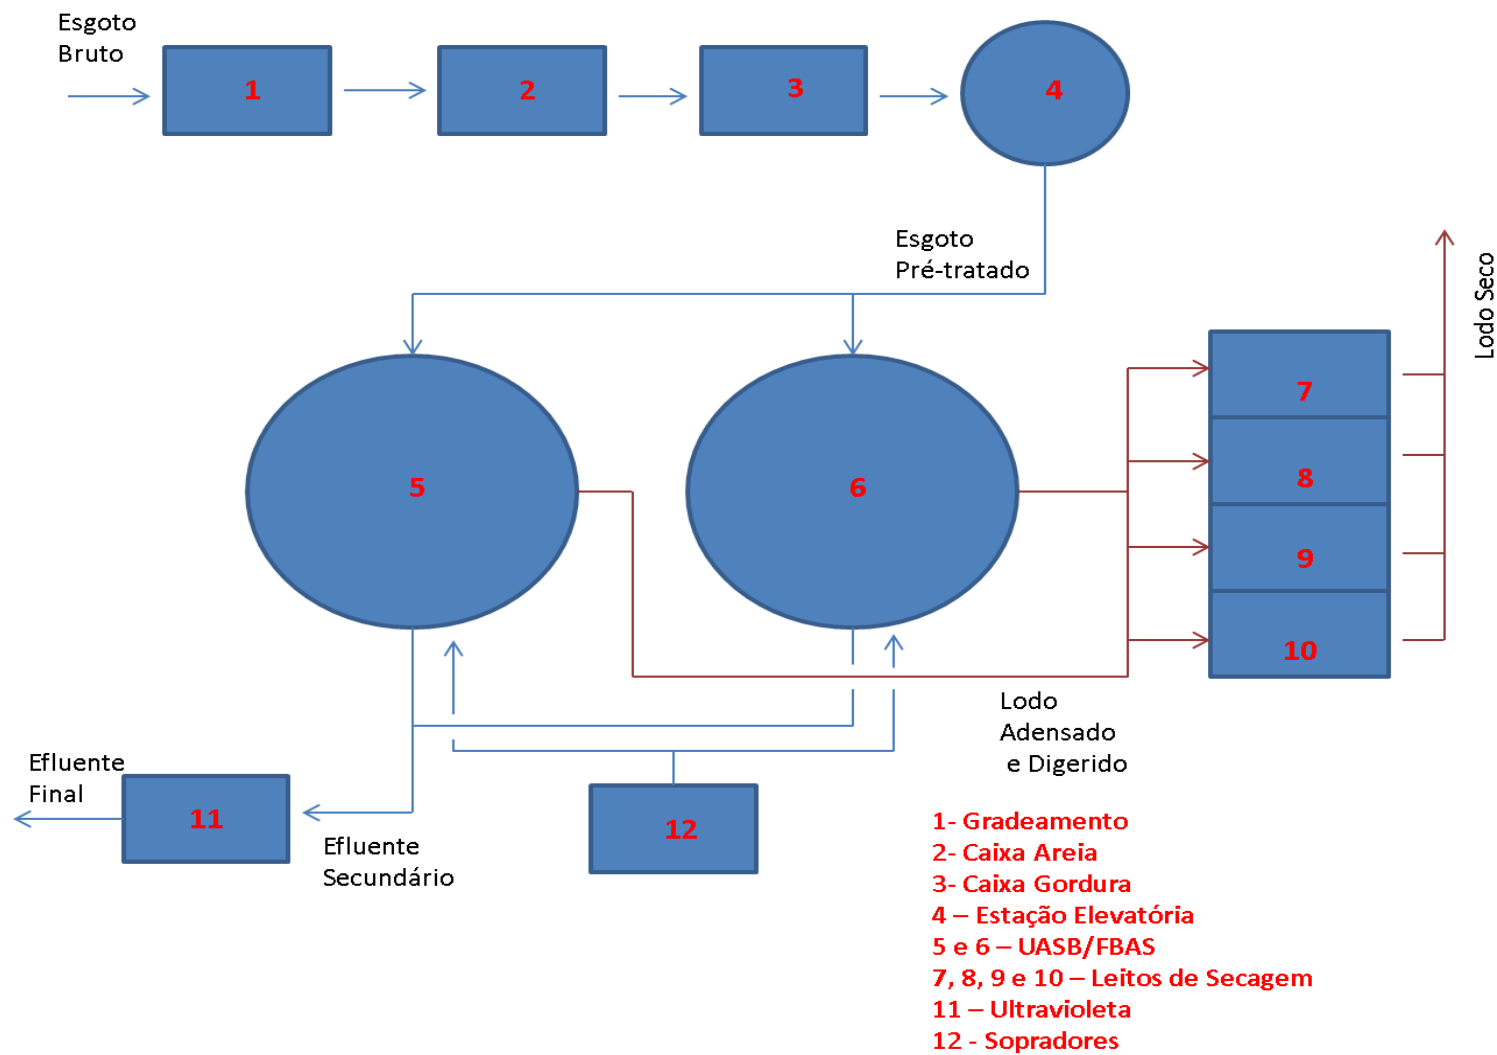 Esgoto
Bruto
1
2
3
4
Esgoto
Pré-tratado
Lodo Seco
5
6
7
8
9
10
Lodo
Adensado
e Digerido
Efluente
Final
11
Efluente
Secundário
12
1- Gradeamento
2- Caixa Areia
3- Caixa Gordura
4 – Estação Elevatória
5 e 6 – UASB/FBAS
7, 8, 9 e 10 – Leitos de Secagem
11 – Ultravioleta
12 - Sopradores